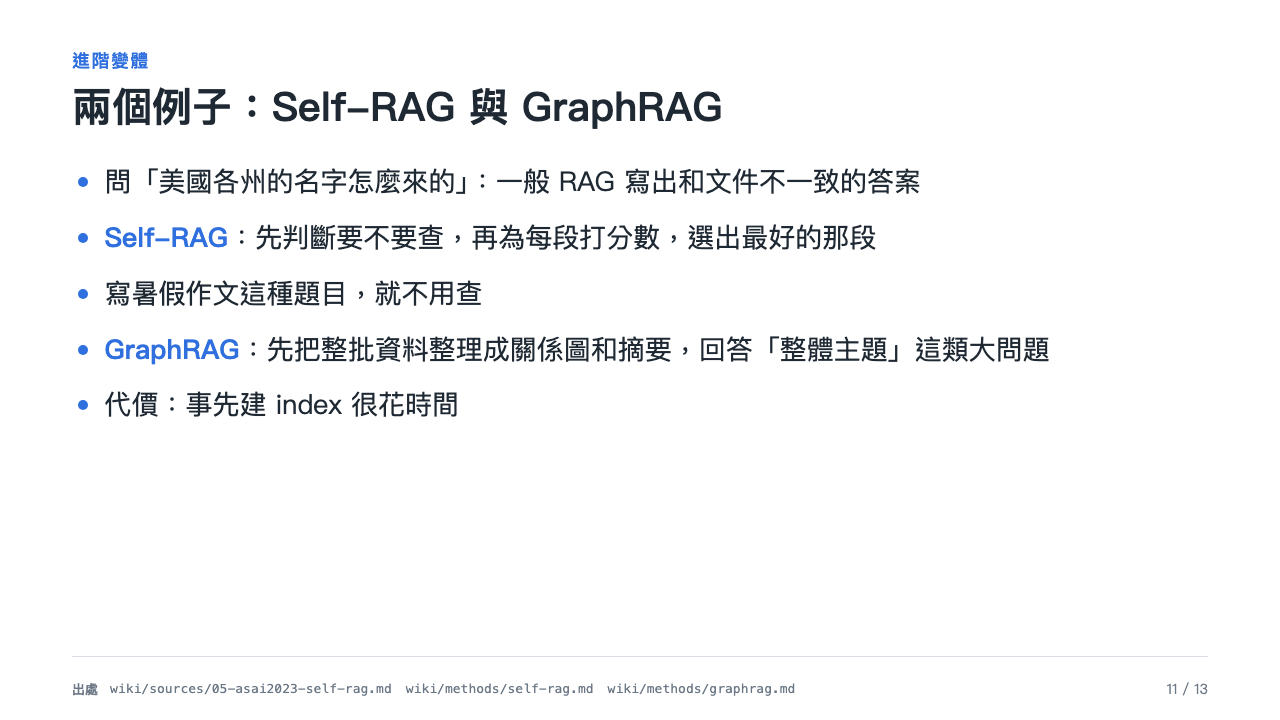 進階變體
兩個例子：Self–RAG 與 GraphRAG
• 問「美國各州的名字怎麼來的」：一般 RAG 寫出和文件不一致的答案
• Self–RAG：先判斷要不要查，再為每段打分數，選出最好的那段
• 寫暑假作文這種題目，就不用查
• GraphRAG：先把整批資料整理成關係圖和摘要，回答「整體主題」這類大問題
• 代價：事先建 index 很花時間
出處 wiki/sources/05-asai2023-self-rag.md wiki/methods/self-rag.md wiki/methods/graphrag.md
11 / 13